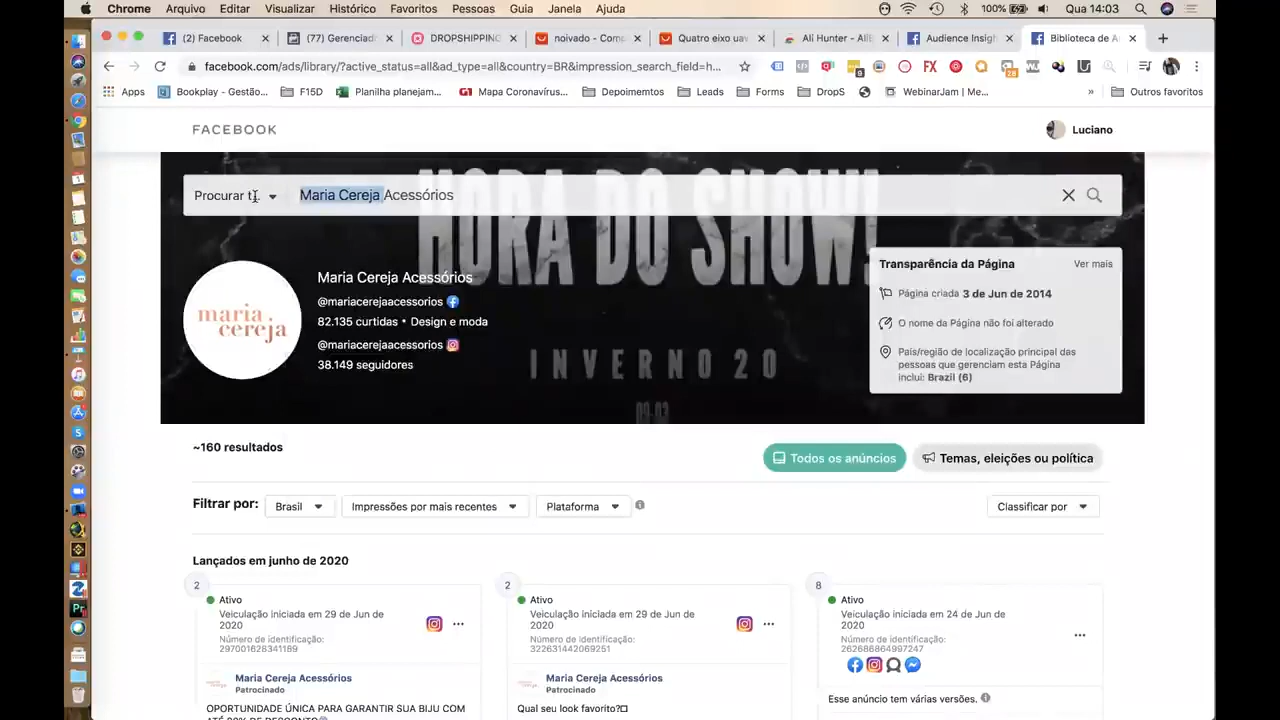 Chrome Arquivo Editar Visualizar Histórico Favoritos Pessoas Guia Janela Ajuda 100% Qua 14:03
(2) Facebook (77) Gerenciad DROPSHIPPING noivado - Com Quatro eixo uav Ali Hunter - AliE Audience Insigh Biblioteca de A
facebook.com/ads/library/?active_status=all&ad_type=all&country=BR&impression_search_field=h...
Apps Bookplay - Gestão... F15D Planilha planejam... Mapa Coronavírus... Depoimentos Leads Forms DropS WebinarJam | Me... » Outros favoritos
FACEBOOK
Luciano
HORA DO SHOW!
Procurar t...
Maria Cereja Acessórios
maria cereja
Maria Cereja Acessórios
@mariacerejaacessorios
82.135 curtidas • Design e moda
@mariacerejaacessorios
38.149 seguidores
INVERNO 20
09.03
Transparência da Página Ver mais
Página criada 3 de Jun de 2014
O nome da Página não foi alterado
País/região de localização principal das
pessoas que gerenciam esta Página
inclui: Brazil (6)
~160 resultados
Todos os anúncios
Temas, eleições ou política
Filtrar por: Brasil Impressões por mais recentes Plataforma Classificar por
Lançados em junho de 2020
2
Ativo
Veiculação iniciada em 29 de Jun de
2020
Número de identificação:
297001628341189
Maria Cereja Acessórios
Patrocinado
OPORTUNIDADE ÚNICA PARA GARANTIR SUA BIJU COM
2
Ativo
Veiculação iniciada em 29 de Jun de
2020
Número de identificação:
322631442069251
Maria Cereja Acessórios
Patrocinado
Qual seu look favorito?
8
Ativo
Veiculação iniciada em 24 de Jun de
2020
Número de identificação:
262686864997247
Esse anúncio tem várias versões.